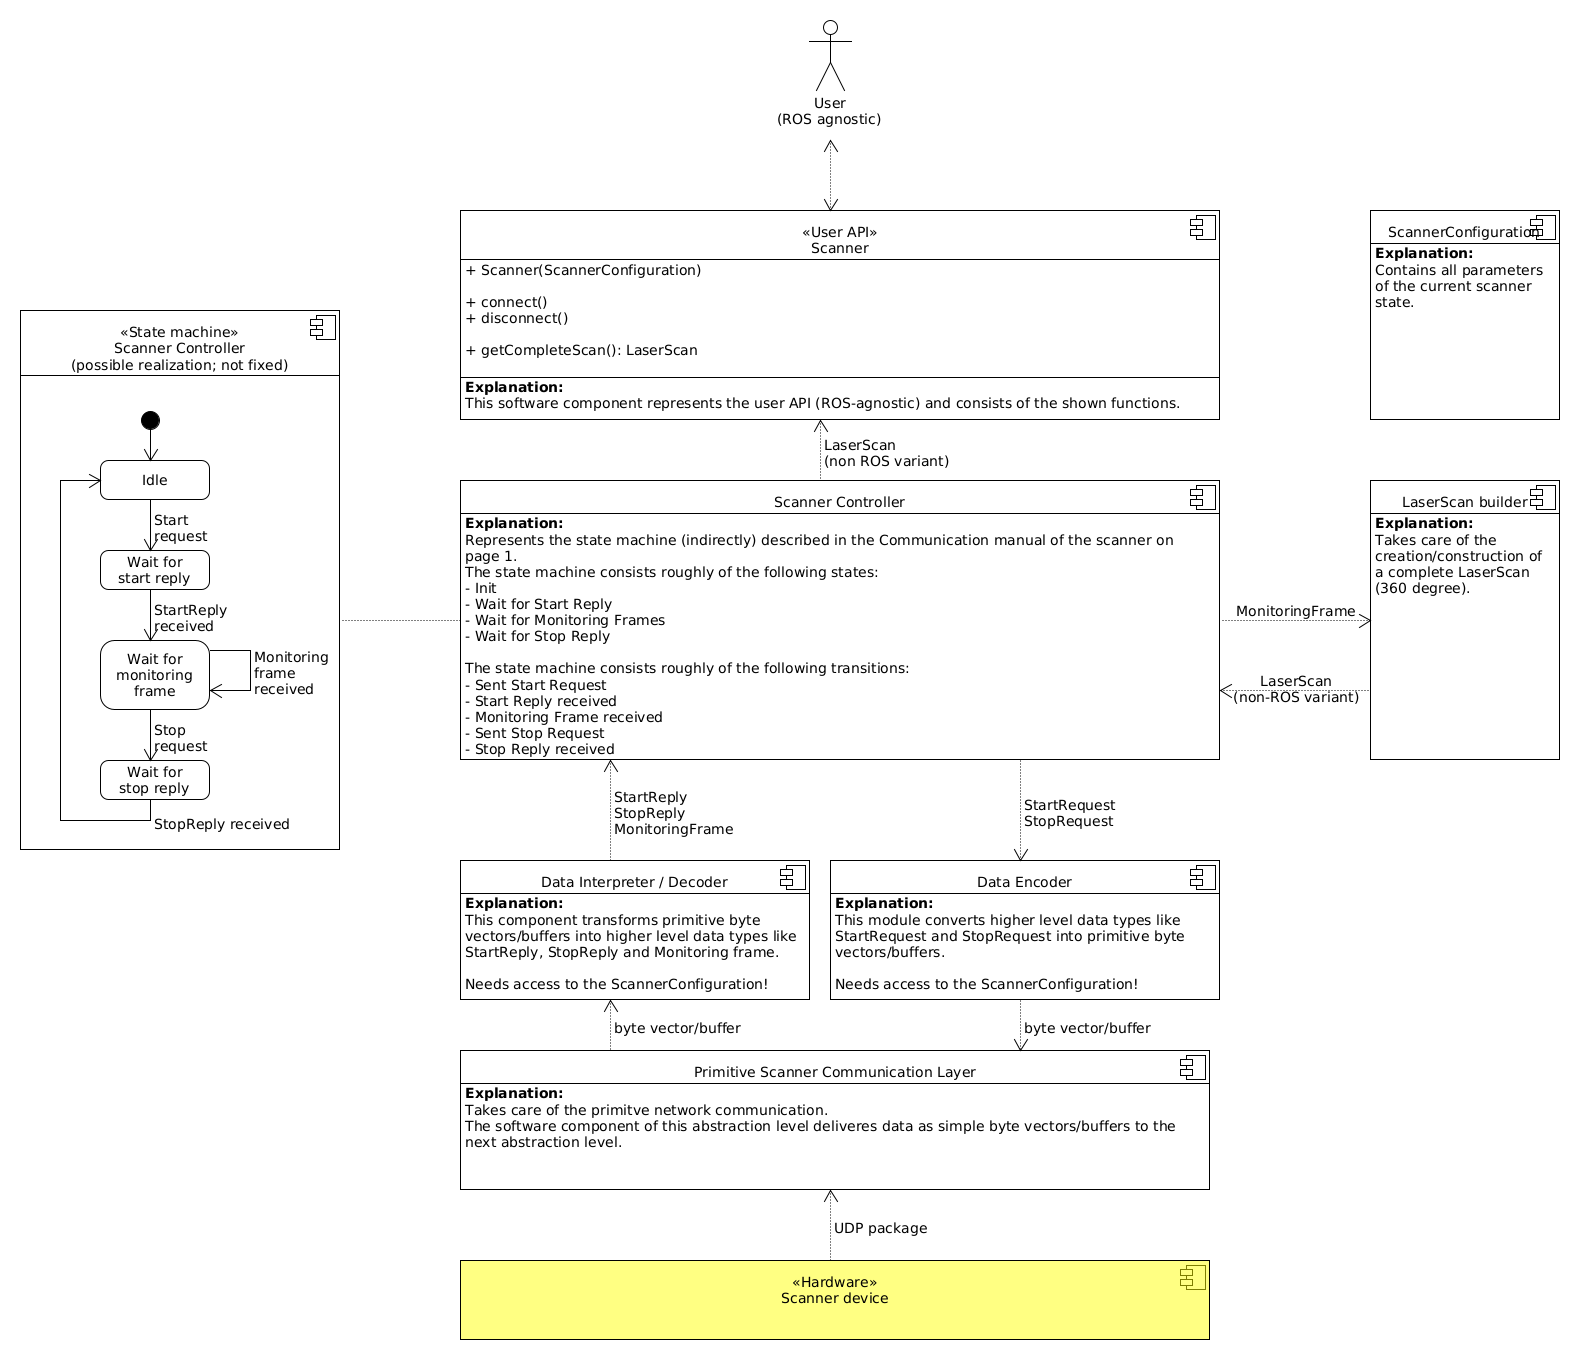 User
(ROS agnostic)
«User API»
Scanner
+ Scanner(ScannerConfiguration)
+ connect()
+ disconnect()
+ getCompleteScan(): LaserScan
Explanation:
This software component represents the user API (ROS-agnostic) and consists of the shown functions.
ScannerConfiguration
Explanation:
Contains all parameters
of the current scanner
state.
«State machine»
Scanner Controller
(possible realization; not fixed)
Idle
Start
request
Wait for
start reply
StartReply
received
Wait for
monitoring
frame
Monitoring
frame
received
Stop
request
Wait for
stop reply
StopReply received
LaserScan
(non ROS variant)
Scanner Controller
Explanation:
Represents the state machine (indirectly) described in the Communication manual of the scanner on
page 1.
The state machine consists roughly of the following states:
- Init
- Wait for Start Reply
- Wait for Monitoring Frames
- Wait for Stop Reply
The state machine consists roughly of the following transitions:
- Sent Start Request
- Start Reply received
- Monitoring Frame received
- Sent Stop Request
- Stop Reply received
MonitoringFrame
LaserScan
(non-ROS variant)
LaserScan builder
Explanation:
Takes care of the
creation/construction of
a complete LaserScan
(360 degree).
StartReply
StopReply
MonitoringFrame
StartRequest
StopRequest
Data Interpreter / Decoder
Explanation:
This component transforms primitive byte
vectors/buffers into higher level data types like
StartReply, StopReply and Monitoring frame.
Needs access to the ScannerConfiguration!
Data Encoder
Explanation:
This module converts higher level data types like
StartRequest and StopRequest into primitive byte
vectors/buffers.
Needs access to the ScannerConfiguration!
byte vector/buffer
byte vector/buffer
Primitive Scanner Communication Layer
Explanation:
Takes care of the primitve network communication.
The software component of this abstraction level deliveres data as simple byte vectors/buffers to the
next abstraction level.
UDP package
«Hardware»
Scanner device